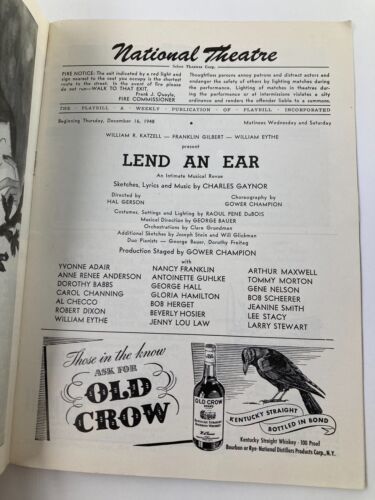 National Theatre
Select Theatres Corp.
FIRE NOTICE: The exit indicated by a red light and
sign nearest to the seat you occupy is the shortest
route to the street. In the event of fire please
do not run—WALK TO THAT EXIT.
Frank J. Quayle,
FIRE COMMISSIONER
Thoughtless persons annoy patrons and distract actors and
endanger the safety of others by lighting matches during
the performance. Lighting of matches in theatres during
the performance or at intermissions violates a city
ordinance and renders the offender liable to a summons.
THE PLAYBILL A WEEKLY PUBLICATION OF PLAYBILL INCORPORATED
Beginning Thursday, December 16, 1948
Matinees Wednesday and Saturday
WILLIAM R. KATZELL — FRANKLIN GILBERT — WILLIAM EYTHE
present
LEND AN EAR
An Intimate Musical Revue
Sketches, Lyrics and Music by CHARLES GAYNOR
Directed by
HAL GERSON
Choreography by
GOWER CHAMPION
Costumes, Settings and Lighting by RAOUL PENE DuBOIS
Musical Direction by GEORGE BAUER
Orchestrations by Clare Grundman
Additional Sketches by Joseph Stein and Will Glickman
Duo Pianists — George Bauer, Dorothy Freitag
Production Staged by GOWER CHAMPION
with
YVONNE ADAIR
ANNE RENEE ANDERSON
DOROTHY BABBS
CAROL CHANNING
AL CHECCO
ROBERT DIXON
WILLIAM EYTHE
NANCY FRANKLIN
ANTOINETTE GUHLKE
GEORGE HALL
GLORIA HAMILTON
BOB HERGET
BEVERLY HOSIER
JENNY LOU LAW
ARTHUR MAXWELL
TOMMY MORTON
GENE NELSON
BOB SCHEERER
JEANINE SMITH
LEE STACY
LARRY STEWART
Those in the know
ASK FOR
OLD
CROW
OLD CROW
KENTUCKY STRAIGHT
BOTTLED IN BOND
Kentucky Straight Whiskey · 100 Proof
Bourbon or Rye · National Distillers Products Corp., N.Y.